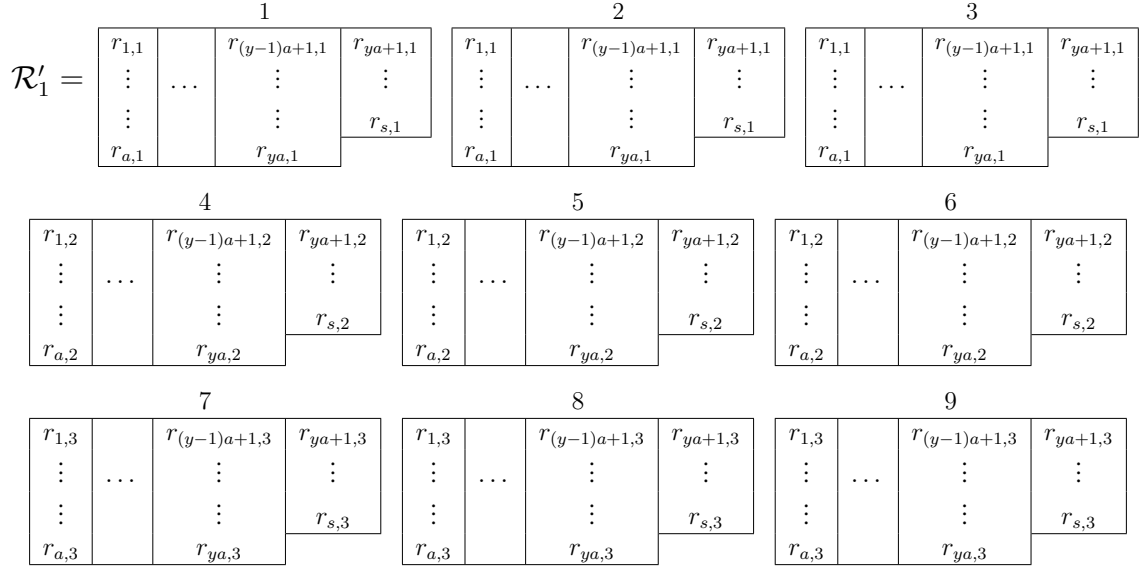 1 2 3
r_{1,1} r_{(y-1)a+1,1} r_{ya+1,1} r_{1,1} r_{(y-1)a+1,1} r_{ya+1,1} r_{1,1} r_{(y-1)a+1,1} r_{ya+1,1}
R′_1 = ⋮ … ⋮ ⋮ ⋮ … ⋮ ⋮ ⋮ … ⋮ ⋮
⋮ ⋮ r_{s,1} ⋮ ⋮ r_{s,1} ⋮ ⋮ r_{s,1}
r_{a,1} r_{ya,1} r_{a,1} r_{ya,1} r_{a,1} r_{ya,1}
4 5 6
r_{1,2} r_{(y-1)a+1,2} r_{ya+1,2} r_{1,2} r_{(y-1)a+1,2} r_{ya+1,2} r_{1,2} r_{(y-1)a+1,2} r_{ya+1,2}
⋮ … ⋮ ⋮ ⋮ … ⋮ ⋮ ⋮ … ⋮ ⋮
⋮ ⋮ r_{s,2} ⋮ ⋮ r_{s,2} ⋮ ⋮ r_{s,2}
r_{a,2} r_{ya,2} r_{a,2} r_{ya,2} r_{a,2} r_{ya,2}
7 8 9
r_{1,3} r_{(y-1)a+1,3} r_{ya+1,3} r_{1,3} r_{(y-1)a+1,3} r_{ya+1,3} r_{1,3} r_{(y-1)a+1,3} r_{ya+1,3}
⋮ … ⋮ ⋮ ⋮ … ⋮ ⋮ ⋮ … ⋮ ⋮
⋮ ⋮ r_{s,3} ⋮ ⋮ r_{s,3} ⋮ ⋮ r_{s,3}
r_{a,3} r_{ya,3} r_{a,3} r_{ya,3} r_{a,3} r_{ya,3}